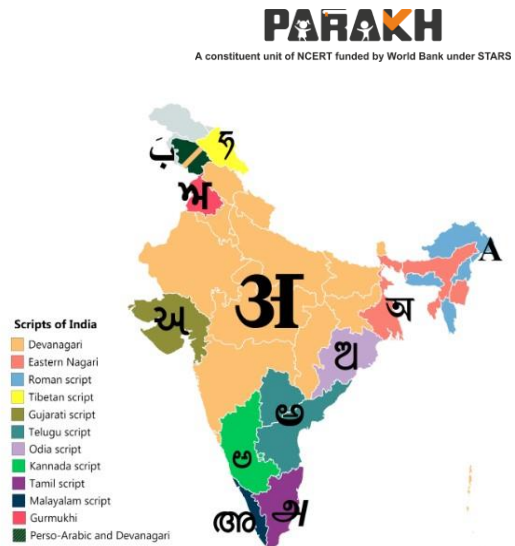 PARAKH
A constituent unit of NCERT funded by World Bank under STARS
ب
ད
ਅ
A
अ
অ
અ
ଅ
Scripts of India
Devanagari
Eastern Nagari
Roman script
Tibetan script
Gujarati script
Telugu script
Odia script
Kannada script
Tamil script
Malayalam script
Gurmukhi
Perso-Arabic and Devanagari
అ
ಅ
അ
அ